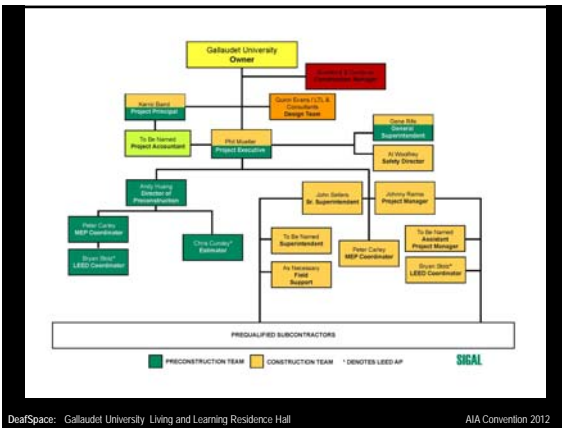 Gallaudet University
Owner
Construction Manager
Project Principal
Quinn Evans / LTL &
Consultants
Design Team
To Be Named
Project Accountant
Phil Mueller
Project Executive
Gene Rife
General
Superintendent
Al Woolfrey
Safety Director
Andy Huang
Director of
Preconstruction
John Sellers
Sr. Superintendent
Johnny Ramos
Project Manager
Peter Carley
MEP Coordinator
Chris Cundey*
Estimator
Bryan Stolz*
LEED Coordinator
To Be Named
Superintendent
Peter Carley
MEP Coordinator
To Be Named
Assistant
Project Manager
As Necessary
Field
Support
Bryan Stolz*
LEED Coordinator
PREQUALIFIED SUBCONTRACTORS
PRECONSTRUCTION TEAM CONSTRUCTION TEAM * DENOTES LEED AP SIGAL
DeafSpace: Gallaudet University Living and Learning Residence Hall AIA Convention 2012